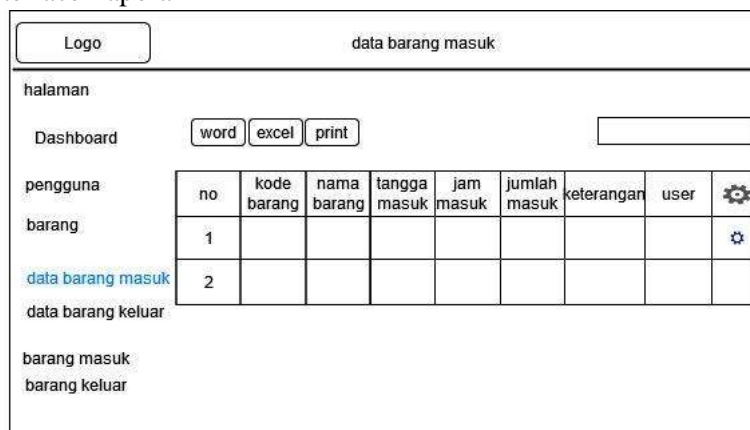 Logo
data barang masuk
halaman
Dashboard
word excel print
pengguna
no kode barang nama barang tangga masuk jam masuk jumlah masuk keterangan user
barang
1
data barang masuk
2
data barang keluar
barang masuk
barang keluar